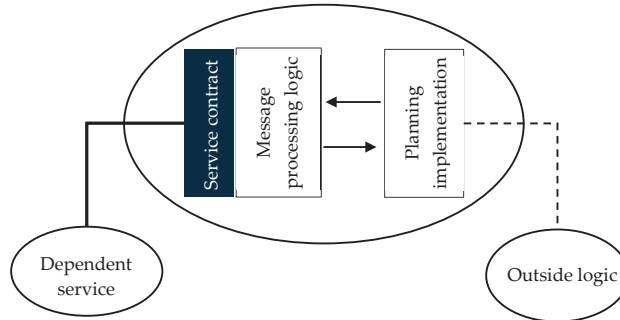 Service contract
Message
processing logic
Planning
implementation
Dependent
service
Outside logic